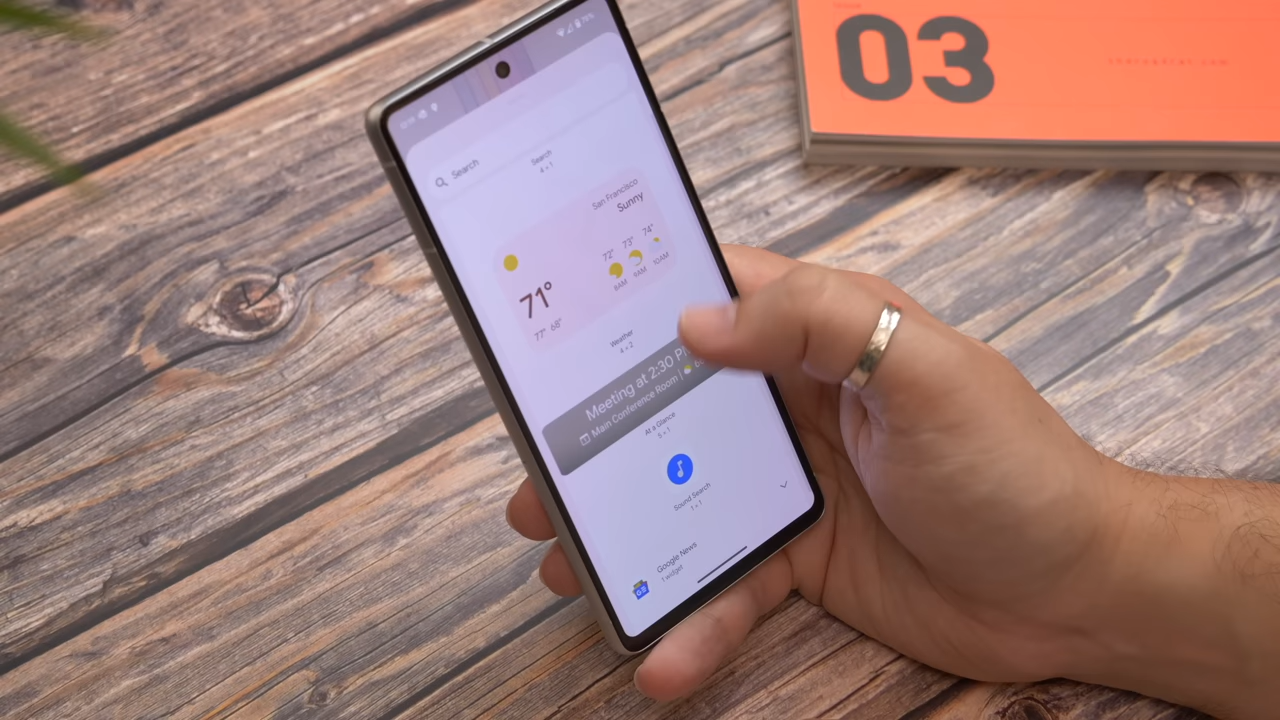 03
79%
Search
Search
4 × 1
San Francisco
Sunny
72° 73° 74°
71°
8AM 9AM 10AM
77° 68°
Weather
4 × 2
Meeting at 2:30 P
Main Conference Room |
At a Glance
5 × 1
Sound Search
1 × 1
Google News
1 widget